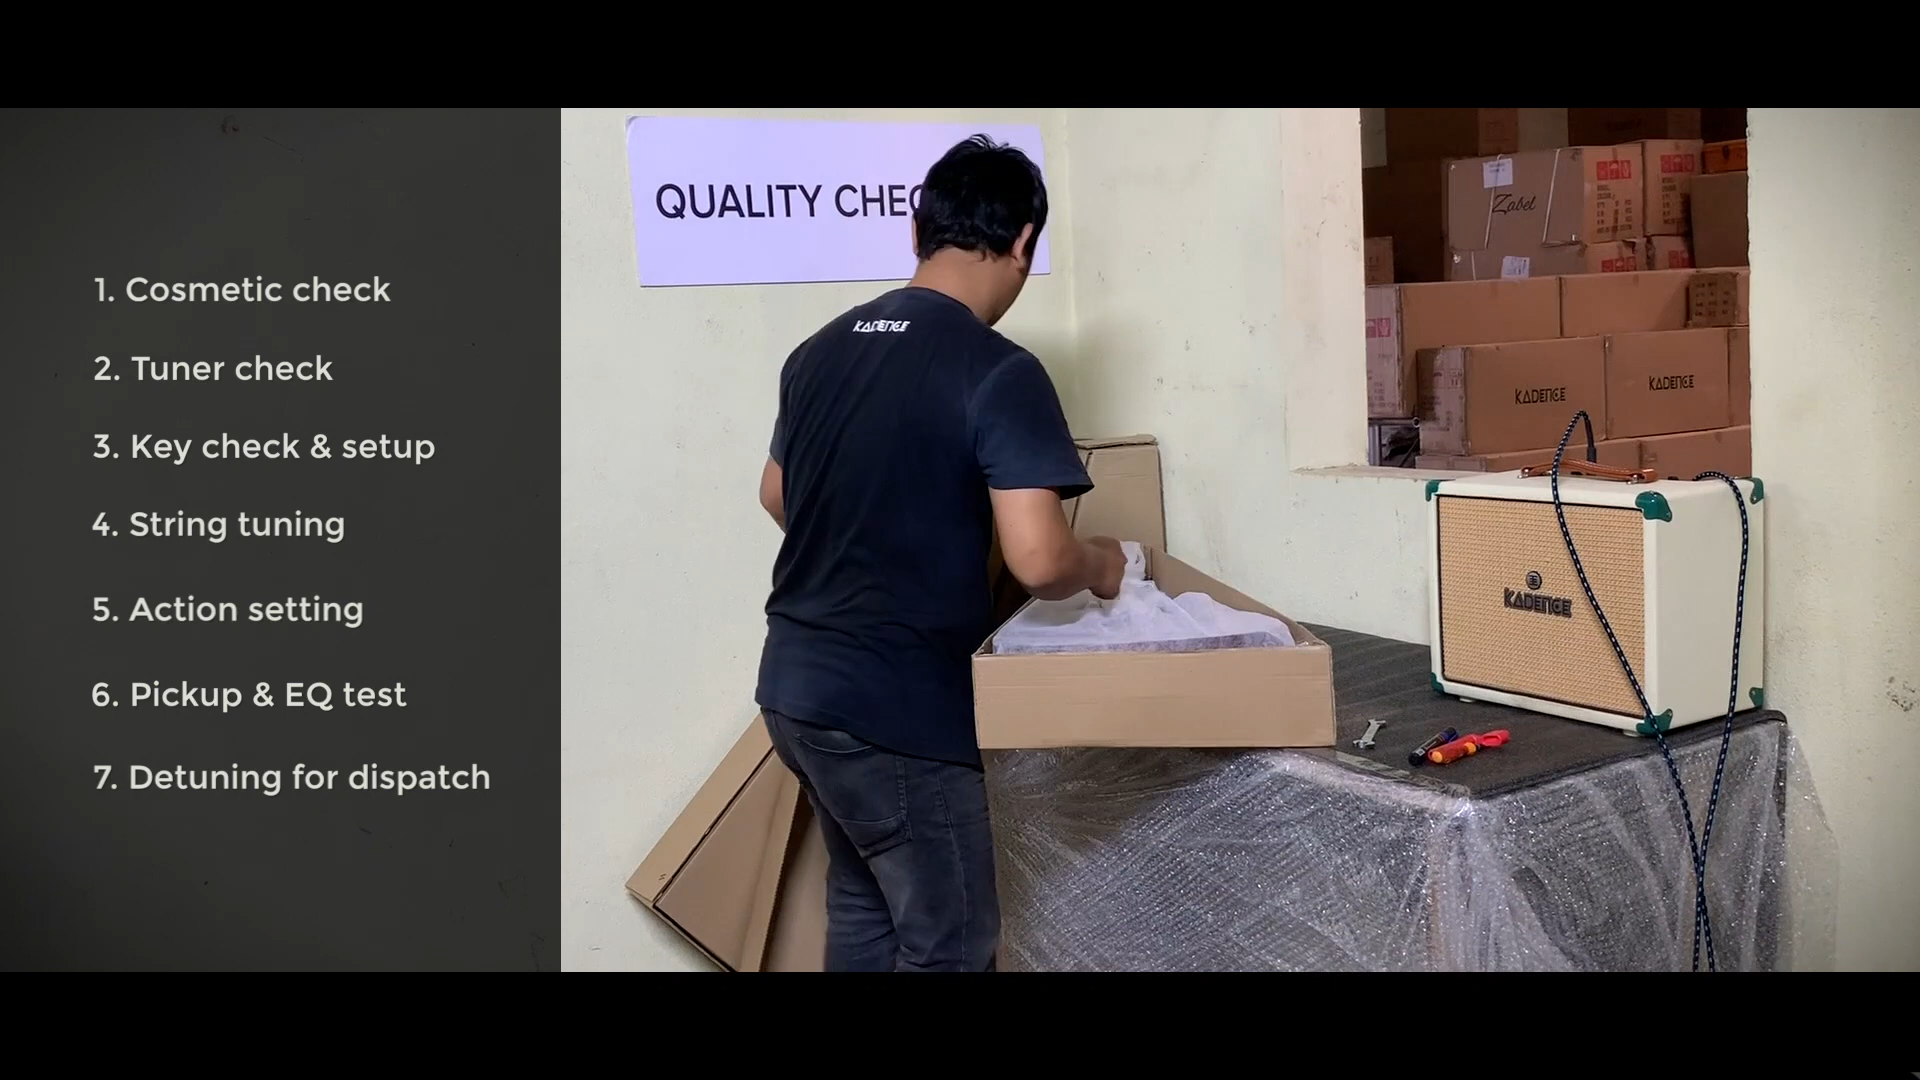 1. Cosmetic check
2. Tuner check
3. Key check & setup
4. String tuning
5. Action setting
6. Pickup & EQ test
7. Detuning for dispatch
QUALITY CHEC
KADENCE
Zabel
KADENCE
KADENCE
KADENCE